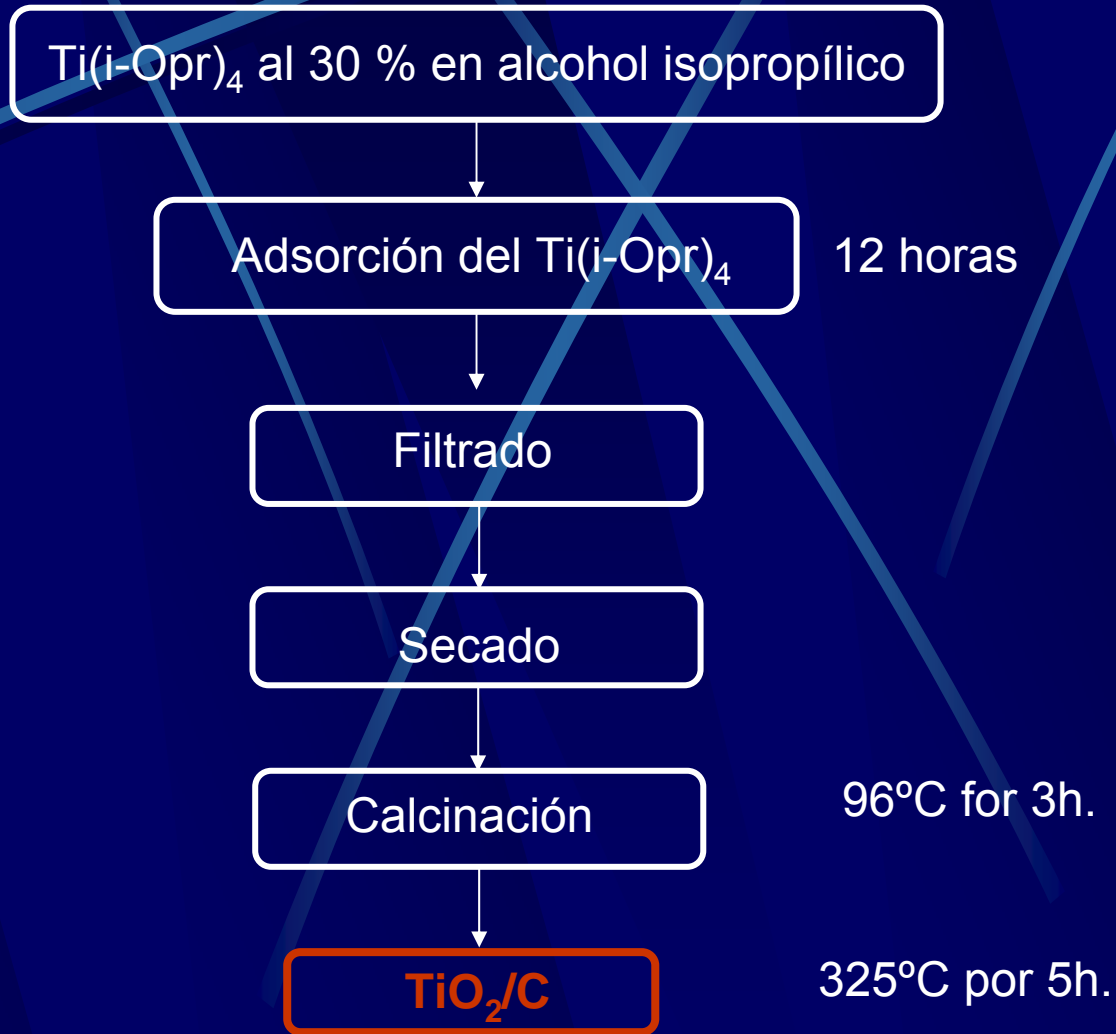 Ti(i-Opr)₄ al 30 % en alcohol isopropílico
Adsorción del Ti(i-Opr)₄
12 horas
Filtrado
Secado
Calcinación
96ºC for 3h.
TiO₂/C
325ºC por 5h.